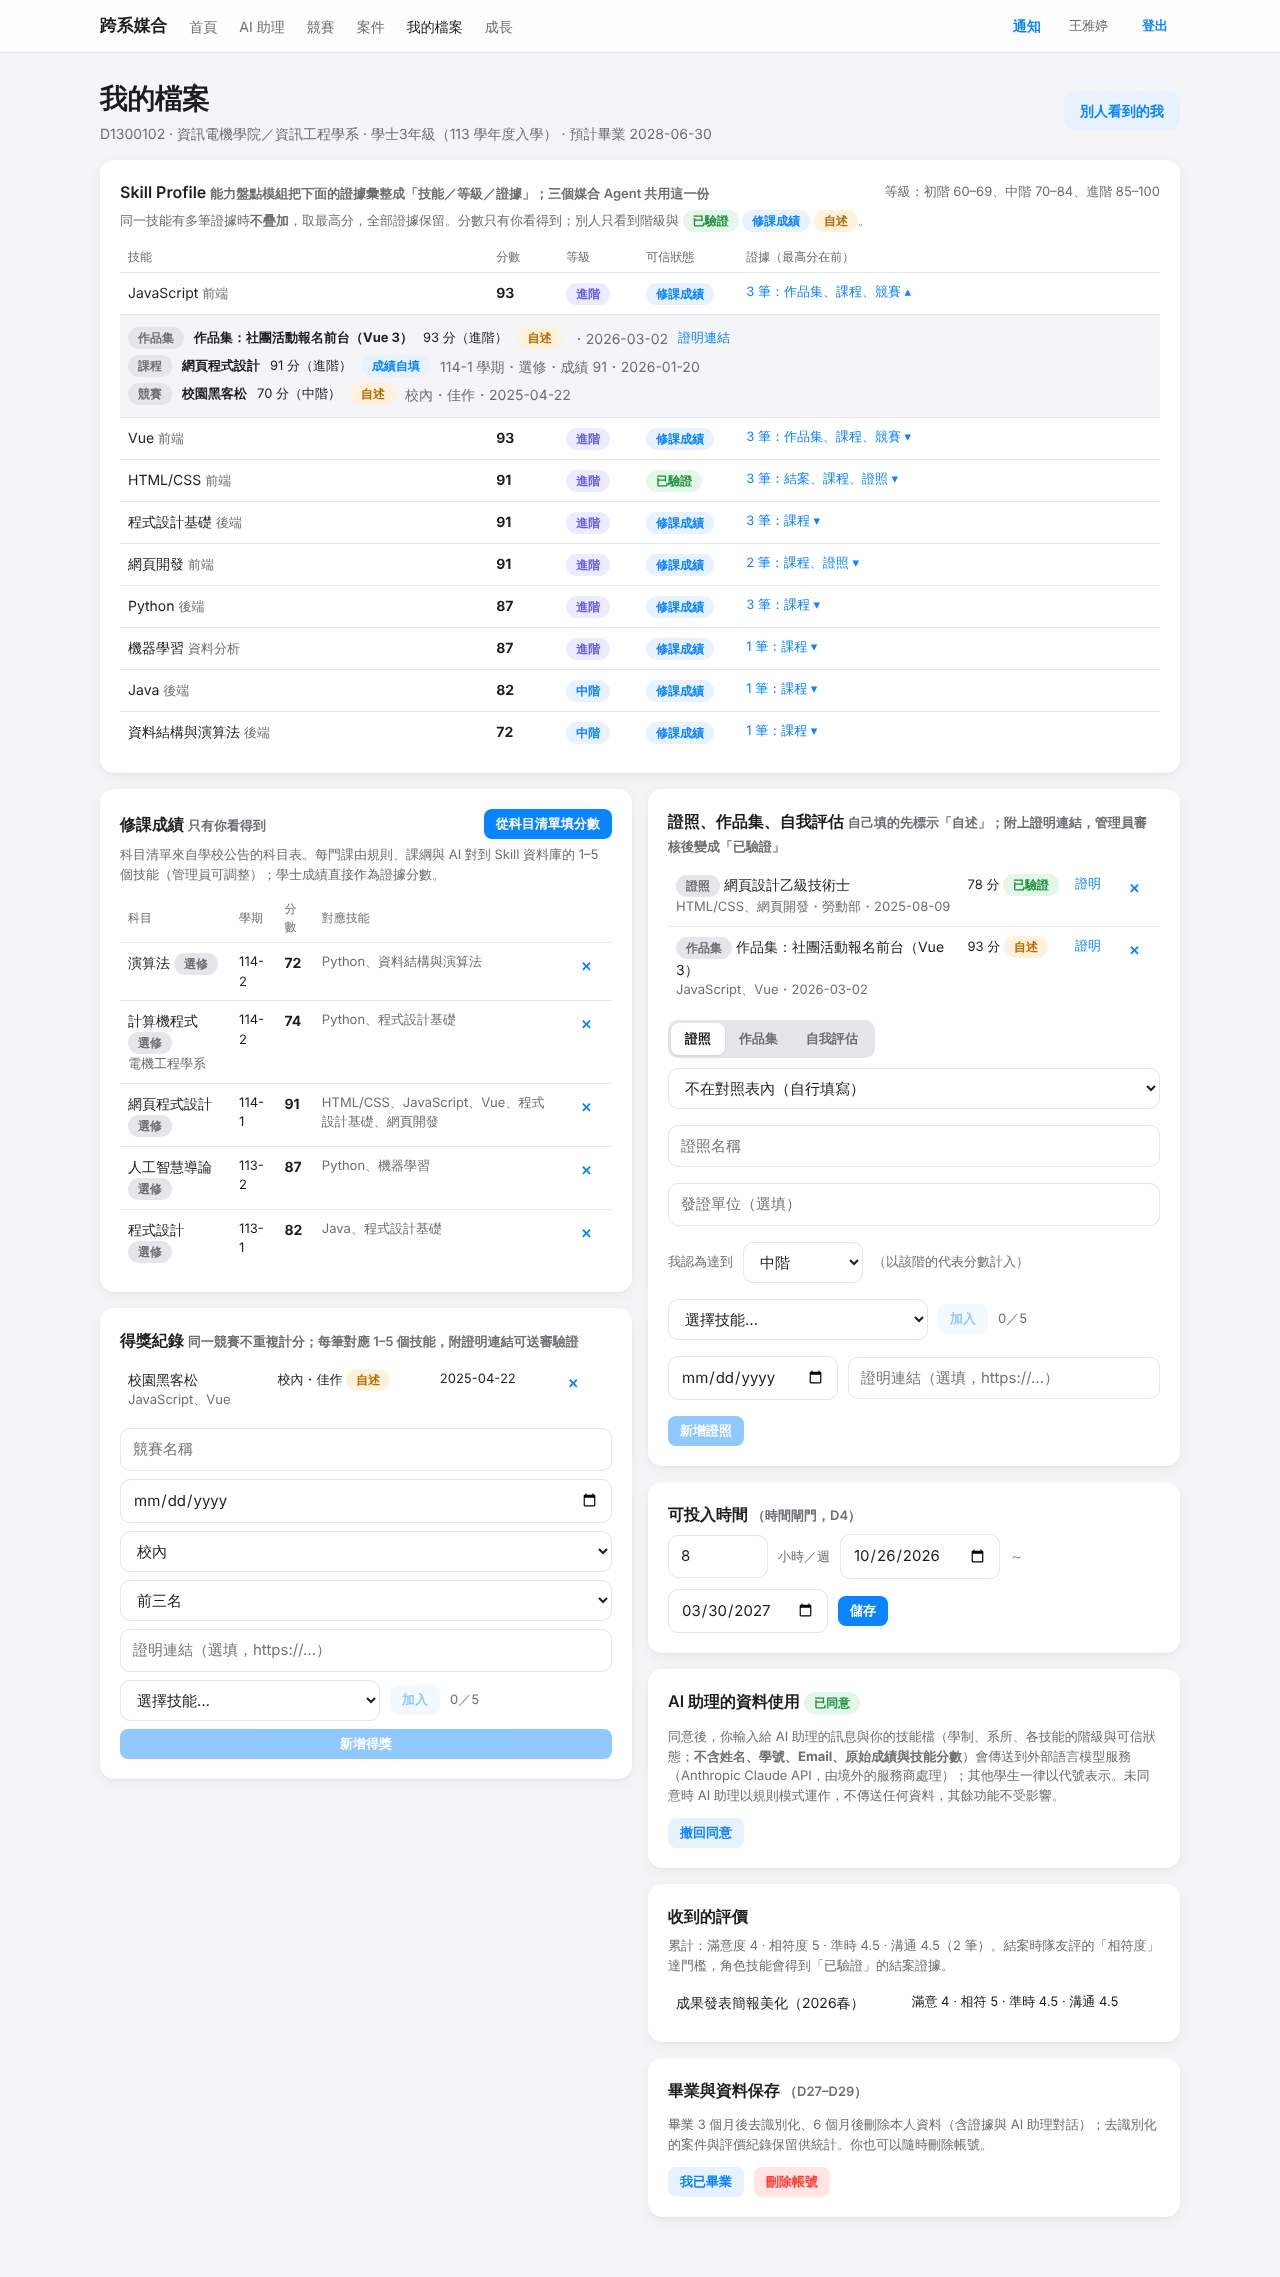 跨系媒合 首頁 AI 助理 競賽 案件 我的檔案 成長 通知 王雅婷 登出
我的檔案
D1300102 · 資訊電機學院／資訊工程學系 · 學士3年級（113 學年度入學） · 預計畢業 2028-06-30
別人看到的我
Skill Profile 能力盤點模組把下面的證據彙整成「技能／等級／證據」；三個媒合 Agent 共用這一份
等級：初階 60–69、中階 70–84、進階 85–100
同一技能有多筆證據時不疊加，取最高分，全部證據保留。分數只有你看得到；別人只看到階級與 已驗證 修課成績 自述 。
技能 分數 等級 可信狀態 證據（最高分在前）
JavaScript 前端 93 進階 修課成績 3 筆：作品集、課程、競賽 ▴
作品集 作品集：社團活動報名前台（Vue 3） 93 分（進階） 自述 ・2026-03-02 證明連結
課程 網頁程式設計 91 分（進階） 成績自填 114-1 學期・選修・成績 91・2026-01-20
競賽 校園黑客松 70 分（中階） 自述 校內・佳作・2025-04-22
Vue 前端 93 進階 修課成績 3 筆：作品集、課程、競賽 ▾
HTML/CSS 前端 91 進階 已驗證 3 筆：結案、課程、證照 ▾
程式設計基礎 後端 91 進階 修課成績 3 筆：課程 ▾
網頁開發 前端 91 進階 修課成績 2 筆：課程、證照 ▾
Python 後端 87 進階 修課成績 3 筆：課程 ▾
機器學習 資料分析 87 進階 修課成績 1 筆：課程 ▾
Java 後端 82 中階 修課成績 1 筆：課程 ▾
資料結構與演算法 後端 72 中階 修課成績 1 筆：課程 ▾
修課成績 只有你看得到
從科目清單填分數
科目清單來自學校公告的科目表。每門課由規則、課綱與 AI 對到 Skill 資料庫的 1–5
個技能（管理員可調整）；學士成績直接作為證據分數。
科目 學期 分數 對應技能
演算法 選修 114-2 72 Python、資料結構與演算法 ×
計算機程式 選修 電機工程學系 114-2 74 Python、程式設計基礎 ×
網頁程式設計 選修 114-1 91 HTML/CSS、JavaScript、Vue、程式設計基礎、網頁開發 ×
人工智慧導論 選修 113-2 87 Python、機器學習 ×
程式設計 選修 113-1 82 Java、程式設計基礎 ×
得獎紀錄 同一競賽不重複計分；每筆對應 1–5 個技能，附證明連結可送審驗證
校園黑客松 校內・佳作 自述 2025-04-22 ×
JavaScript、Vue
競賽名稱
mm/dd/yyyy
校內
前三名
證明連結（選填，https://…）
選擇技能… 加入 0／5
新增得獎
證照、作品集、自我評估 自己填的先標示「自述」；附上證明連結，管理員審
核後變成「已驗證」
證照 網頁設計乙級技術士 78 分 已驗證 證明 ×
HTML/CSS、網頁開發・勞動部・2025-08-09
作品集 作品集：社團活動報名前台（Vue 93 分 自述 證明 ×
3）
JavaScript、Vue・2026-03-02
證照 作品集 自我評估
不在對照表內（自行填寫）
證照名稱
發證單位（選填）
我認為達到 中階 （以該階的代表分數計入）
選擇技能… 加入 0／5
mm/dd/yyyy 證明連結（選填，https://…）
新增證照
可投入時間 （時間閘門，D4）
8 小時／週 10/26/2026 ～
03/30/2027 儲存
AI 助理的資料使用 已同意
同意後，你輸入給 AI 助理的訊息與你的技能檔（學制、系所、各技能的階級與可信狀
態；不含姓名、學號、Email、原始成績與技能分數）會傳送到外部語言模型服務
（Anthropic Claude API，由境外的服務商處理）；其他學生一律以代號表示。未同
意時 AI 助理以規則模式運作，不傳送任何資料，其餘功能不受影響。
撤回同意
收到的評價
累計：滿意度 4 · 相符度 5 · 準時 4.5 · 溝通 4.5（2 筆）。結案時隊友評的「相符度」
達門檻，角色技能會得到「已驗證」的結案證據。
成果發表簡報美化（2026春） 滿意 4 · 相符 5 · 準時 4.5 · 溝通 4.5
畢業與資料保存 （D27–D29）
畢業 3 個月後去識別化、6 個月後刪除本人資料（含證據與 AI 助理對話）；去識別化
的案件與評價紀錄保留供統計。你也可以隨時刪除帳號。
我已畢業 刪除帳號